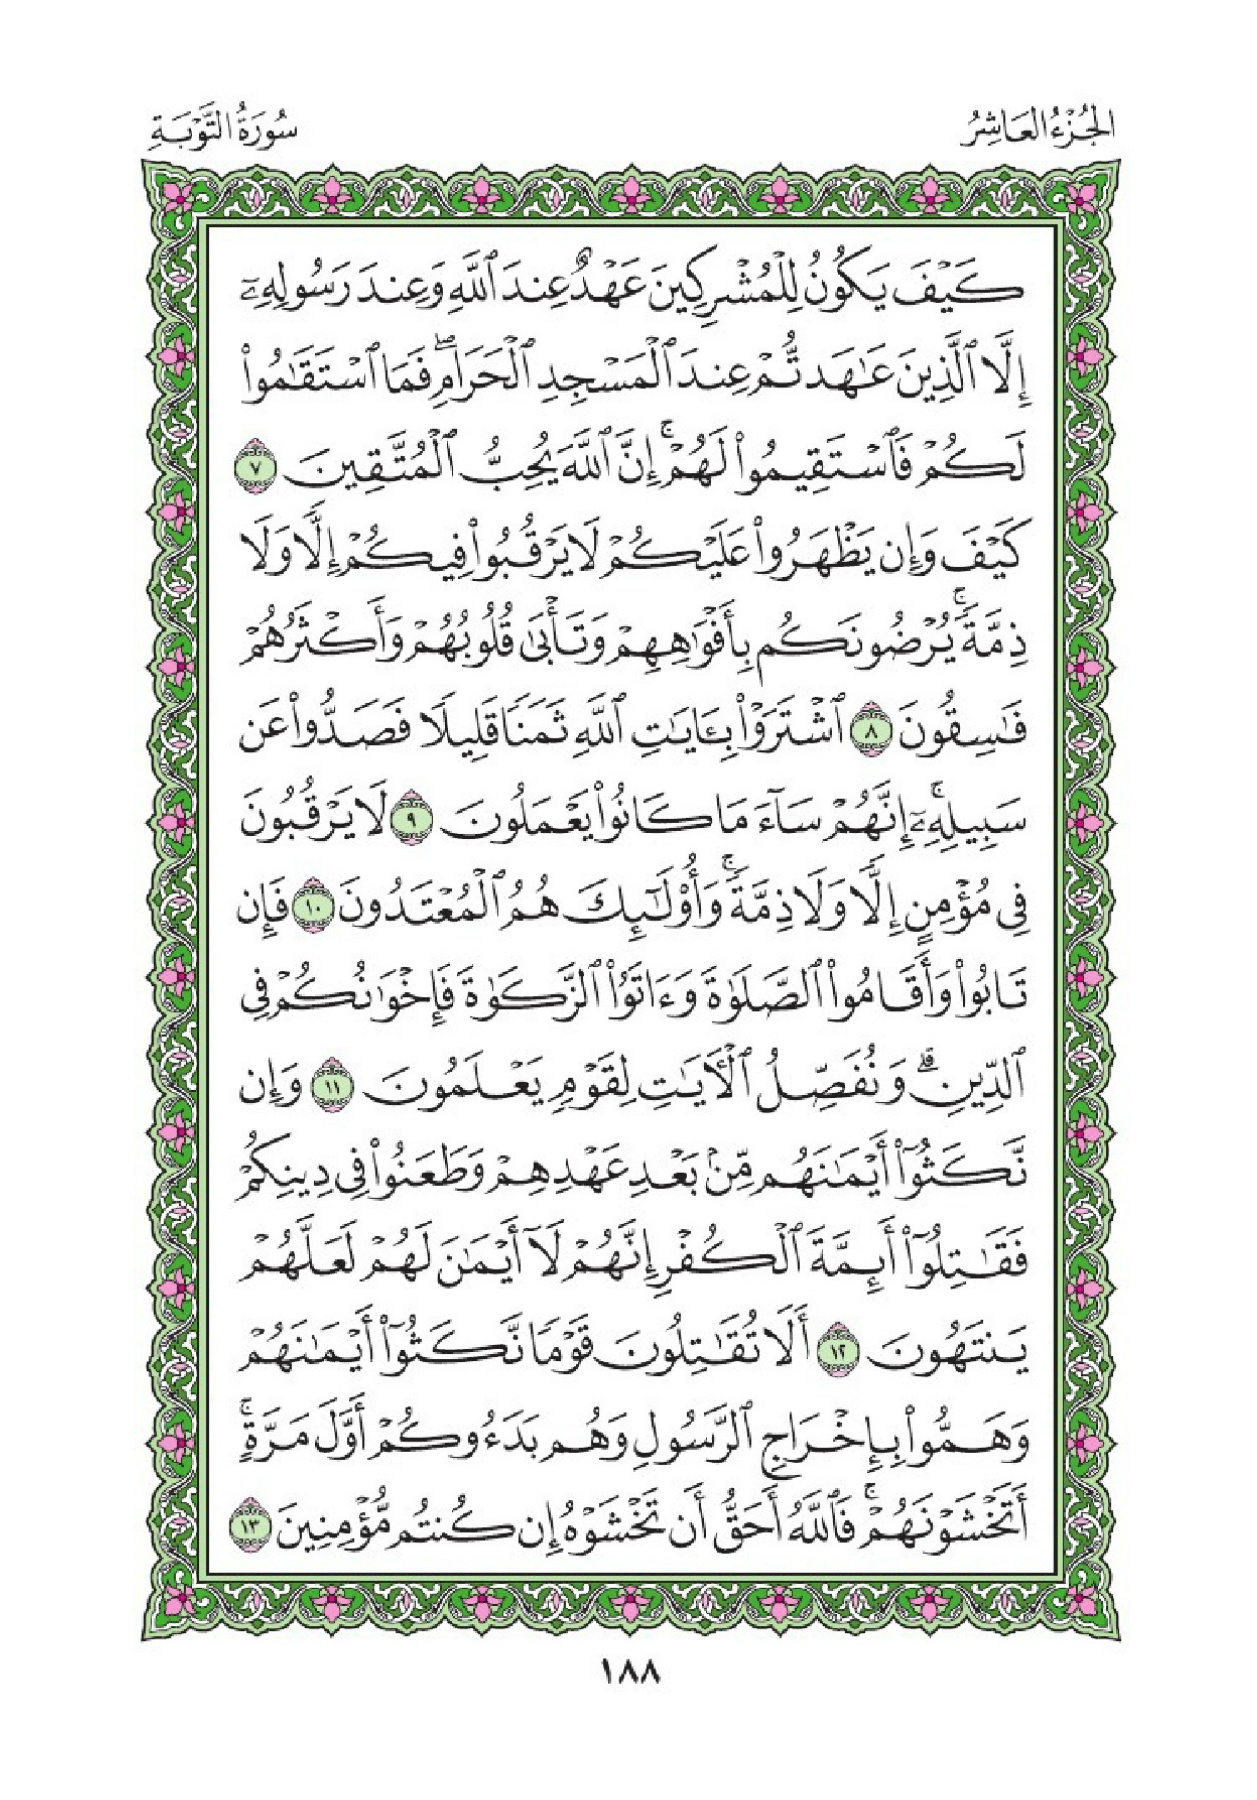 الجُزْءُ العَاشِرُ
سُورَةُ التَّوْبَةِ
كَيْفَ يَكُونُ لِلْمُشْرِكِينَ عَهْدٌ عِندَ ٱللَّهِ وَعِندَ رَسُولِهِۦٓ
إِلَّا ٱلَّذِينَ عَٰهَدتُّمْ عِندَ ٱلْمَسْجِدِ ٱلْحَرَامِۖ فَمَا ٱسْتَقَٰمُوا۟
لَكُمْ فَٱسْتَقِيمُوا۟ لَهُمْۚ إِنَّ ٱللَّهَ يُحِبُّ ٱلْمُتَّقِينَ ٧
كَيْفَ وَإِن يَظْهَرُوا۟ عَلَيْكُمْ لَا يَرْقُبُوا۟ فِيكُمْ إِلًّا وَلَا
ذِمَّةًۚ يُرْضُونَكُم بِأَفْوَٰهِهِمْ وَتَأْبَىٰ قُلُوبُهُمْ وَأَكْثَرُهُمْ
فَٰسِقُونَ ٨ ٱشْتَرَوْا۟ بِـَٔايَٰتِ ٱللَّهِ ثَمَنًا قَلِيلًا فَصَدُّوا۟ عَن
سَبِيلِهِۦٓۚ إِنَّهُمْ سَآءَ مَا كَانُوا۟ يَعْمَلُونَ ٩ لَا يَرْقُبُونَ
فِى مُؤْمِنٍ إِلًّا وَلَا ذِمَّةًۚ وَأُو۟لَٰٓئِكَ هُمُ ٱلْمُعْتَدُونَ ١٠ فَإِن
تَابُوا۟ وَأَقَامُوا۟ ٱلصَّلَوٰةَ وَءَاتَوُا۟ ٱلزَّكَوٰةَ فَإِخْوَٰنُكُمْ فِى
ٱلدِّينِۗ وَنُفَصِّلُ ٱلْـَٔايَٰتِ لِقَوْمٍ يَعْلَمُونَ ١١ وَإِن
نَّكَثُوٓا۟ أَيْمَٰنَهُم مِّنۢ بَعْدِ عَهْدِهِمْ وَطَعَنُوا۟ فِى دِينِكُمْ
فَقَٰتِلُوٓا۟ أَئِمَّةَ ٱلْكُفْرِ إِنَّهُمْ لَآ أَيْمَٰنَ لَهُمْ لَعَلَّهُمْ
يَنتَهُونَ ١٢ أَلَا تُقَٰتِلُونَ قَوْمًا نَّكَثُوٓا۟ أَيْمَٰنَهُمْ
وَهَمُّوا۟ بِإِخْرَاجِ ٱلرَّسُولِ وَهُم بَدَءُوكُمْ أَوَّلَ مَرَّةٍۚ
أَتَخْشَوْنَهُمْۚ فَٱللَّهُ أَحَقُّ أَن تَخْشَوْهُ إِن كُنتُم مُّؤْمِنِينَ ١٣
١٨٨